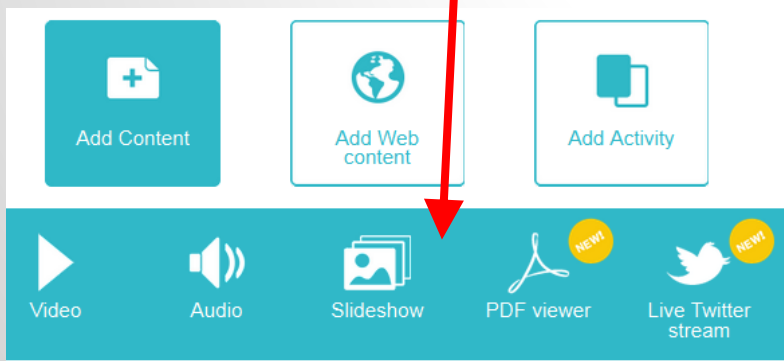 Add Content
Add Web
content
Add Activity
NEW!
NEW!
Video
Audio
Slideshow
PDF viewer
Live Twitter
stream